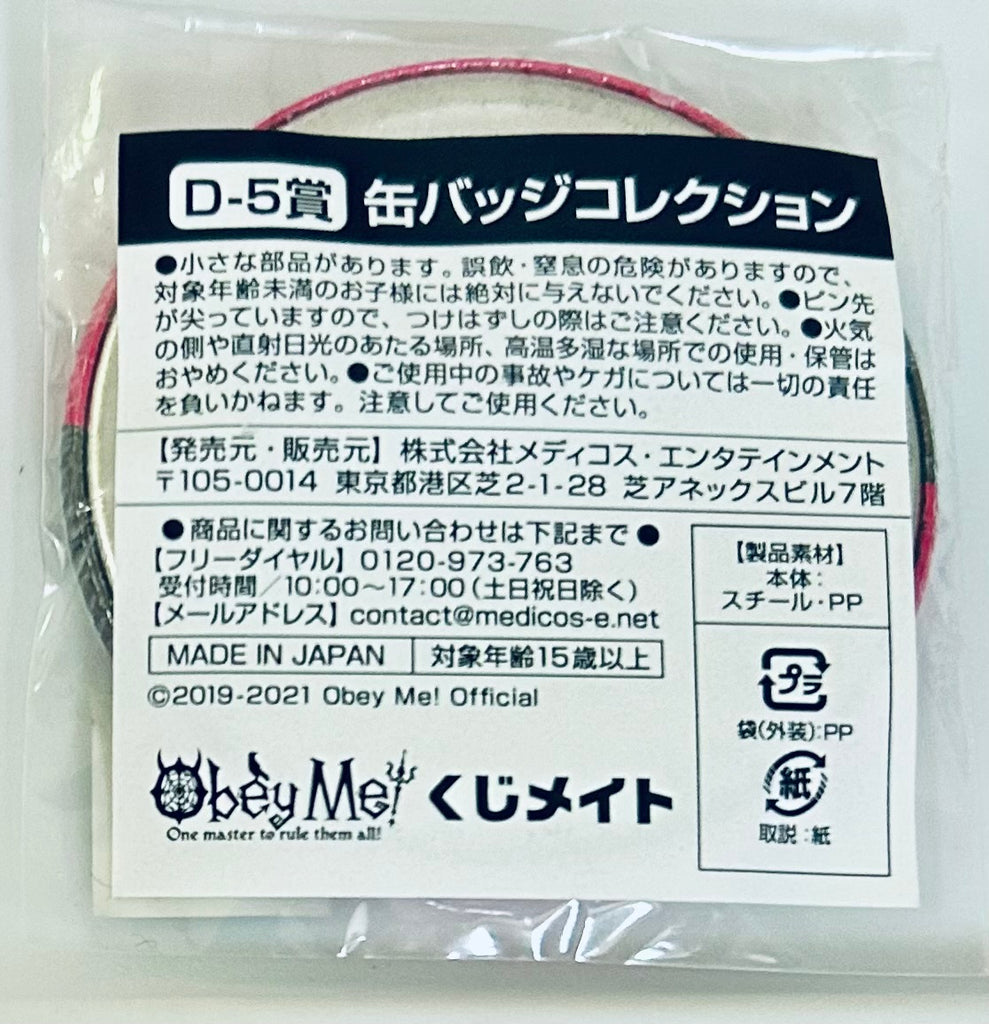 D-5賞 缶バッジコレクション
●小さな部品があります。誤飲・窒息の危険がありますので、
対象年齢未満のお子様には絶対に与えないでください。●ピン先
が尖っていますので、つけはずしの際はご注意ください。●火気
の側や直射日光のあたる場所、高温多湿な場所での使用・保管は
おやめください。●ご使用中の事故やケガについては一切の責任
を負いかねます。注意してご使用ください。
【発売元・販売元】株式会社メディコス・エンタテインメント
〒105-0014 東京都港区芝2-1-28 芝アネックスビル7階
●商品に関するお問い合わせは下記まで●
【フリーダイヤル】0120-973-763
受付時間/10:00〜17:00(土日祝日除く)
【メールアドレス】contact@medicos-e.net
MADE IN JAPAN 対象年齢15歳以上
©2019-2021 Obey Me! Official
Obey Me! くじメイト
One master to rule them all!
【製品素材】
本体:
スチール・PP
プラ
袋(外装):PP
紙
取説:紙